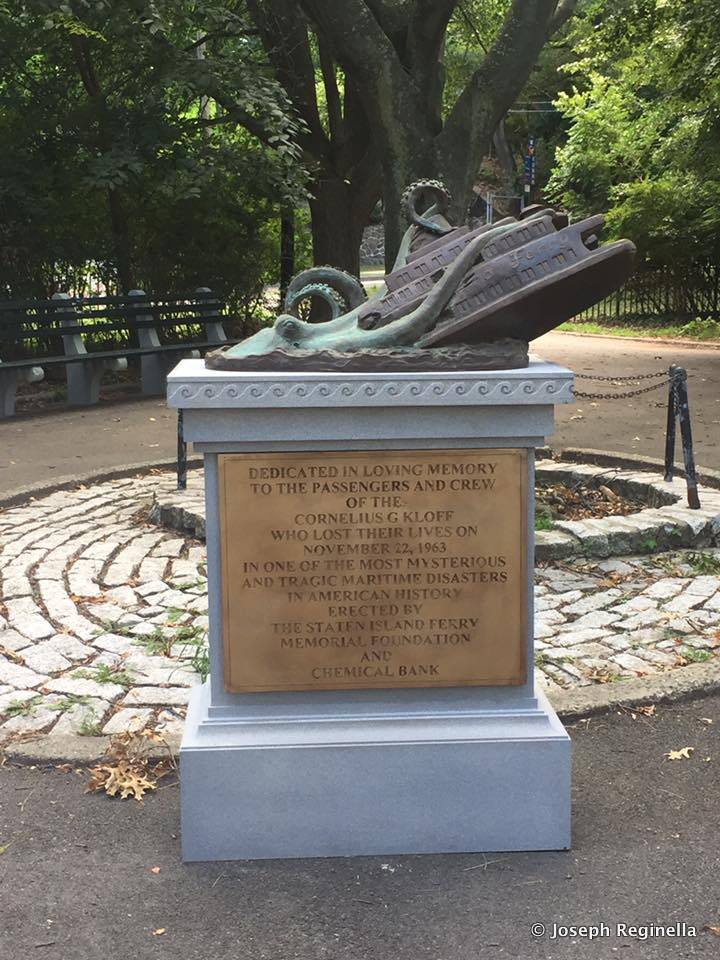 DEDICATED IN LOVING MEMORY
TO THE PASSENGERS AND CREW
OF THE
CORNELIUS G KLOFF
WHO LOST THEIR LIVES ON
NOVEMBER 22, 1963
IN ONE OF THE MOST MYSTERIOUS
AND TRAGIC MARITIME DISASTERS
IN AMERICAN HISTORY
ERECTED BY
THE STATEN ISLAND FERRY
MEMORIAL FOUNDATION
AND
CHEMICAL BANK
© Joseph Reginella